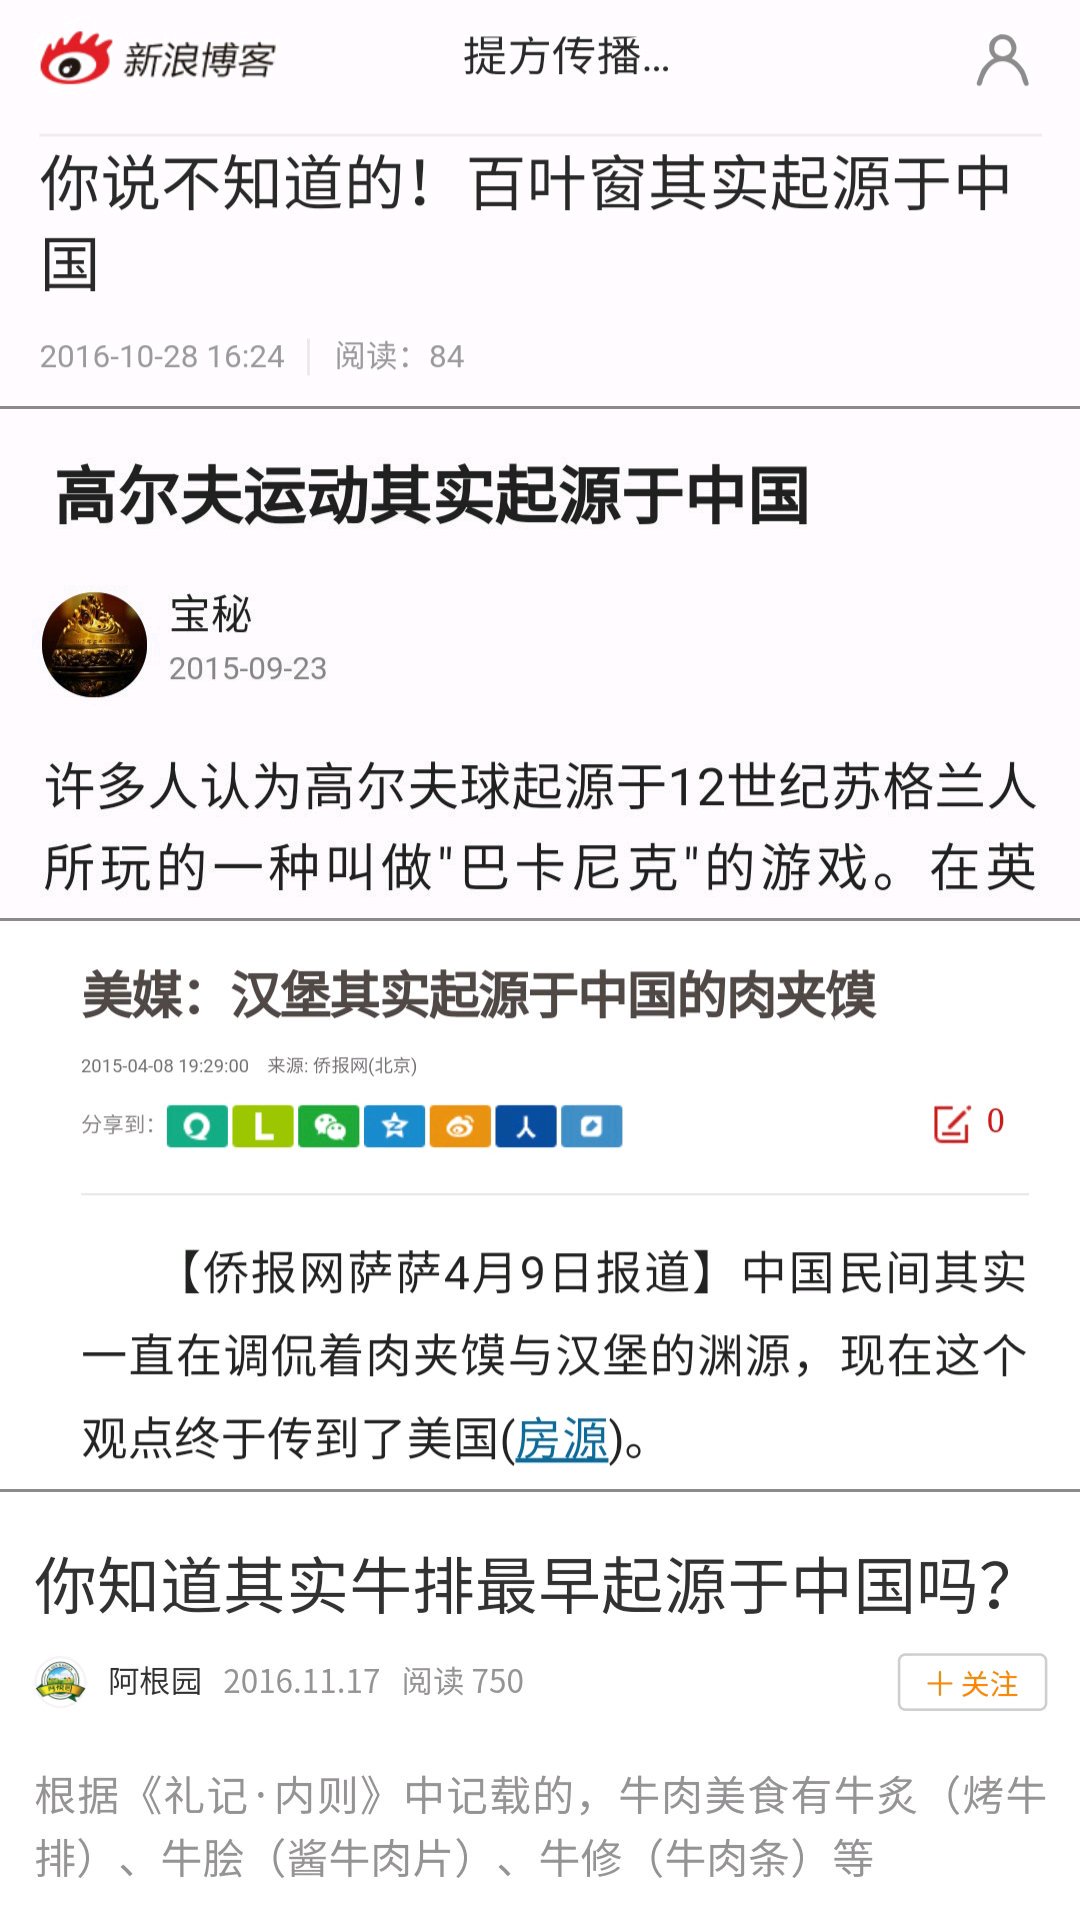 新浪博客
提方传播...
你说不知道的！百叶窗其实起源于中
国
2016-10-28 16:24 阅读：84
高尔夫运动其实起源于中国
宝秘
2015-09-23
许多人认为高尔夫球起源于12世纪苏格兰人
所玩的一种叫做"巴卡尼克"的游戏。在英
美媒：汉堡其实起源于中国的肉夹馍
2015-04-08 19:29:00 来源: 侨报网(北京)
分享到：
0
【侨报网萨萨4月9日报道】中国民间其实
一直在调侃着肉夹馍与汉堡的渊源，现在这个
观点终于传到了美国(房源)。
你知道其实牛排最早起源于中国吗？
阿根园 2016.11.17 阅读 750
＋关注
根据《礼记·内则》中记载的，牛肉美食有牛炙（烤牛
排）、牛脍（酱牛肉片）、牛修（牛肉条）等